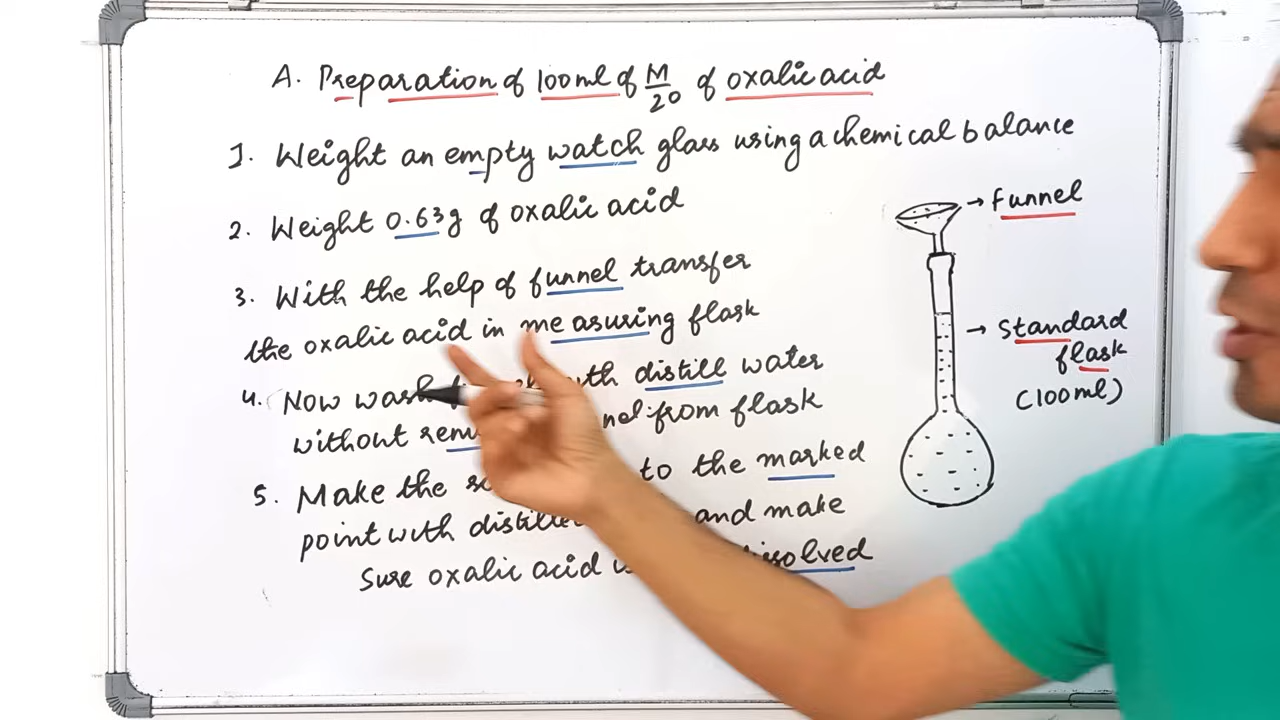 A. Preparation of 100ml of M/20 of oxalic acid
1. Weight an empty watch glass using a chemical balance
2. Weight 0.63g of oxalic acid
3. With the help of funnel transfer
the oxalic acid in measuring flask
4. Now wash with distill water
without from flask
5. Make the to the marked
point with and make
Sure oxalic acid
→ funnel
→ Standard
flask
(100ml)